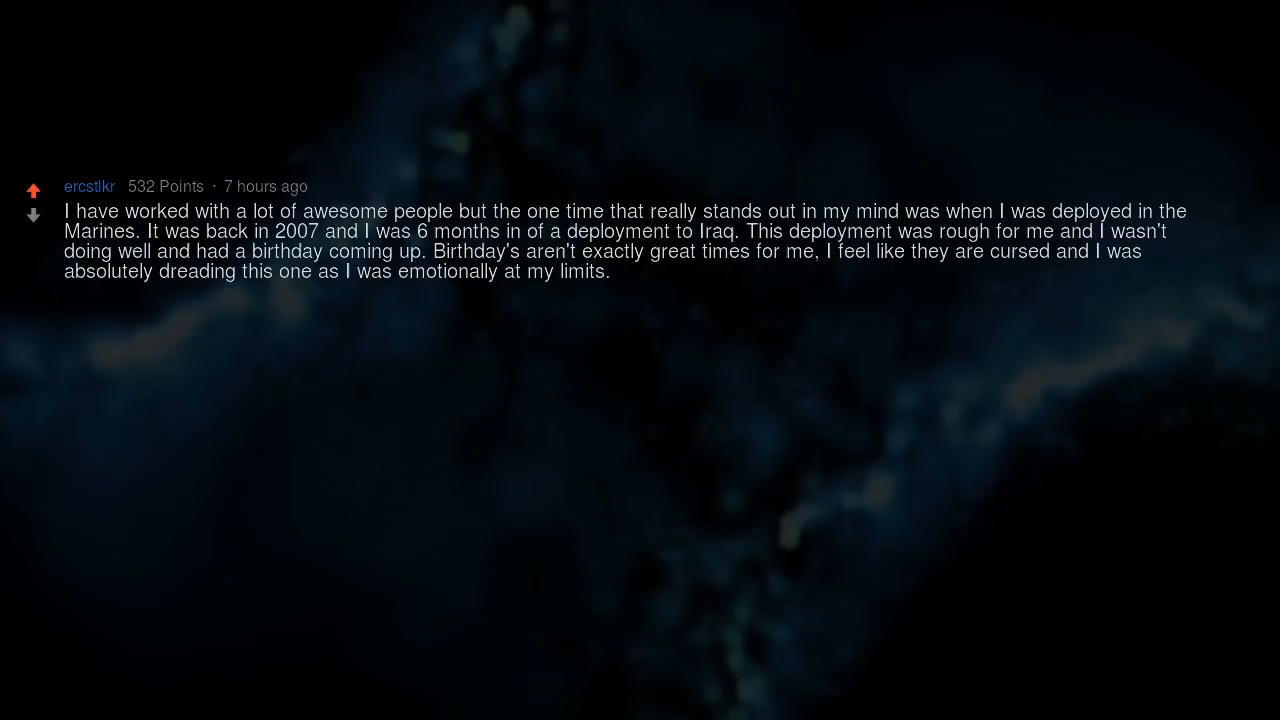 ercstlkr 532 Points · 7 hours ago
I have worked with a lot of awesome people but the one time that really stands out in my mind was when I was deployed in the
Marines. It was back in 2007 and I was 6 months in of a deployment to Iraq. This deployment was rough for me and I wasn't
doing well and had a birthday coming up. Birthday's aren't exactly great times for me, I feel like they are cursed and I was
absolutely dreading this one as I was emotionally at my limits.